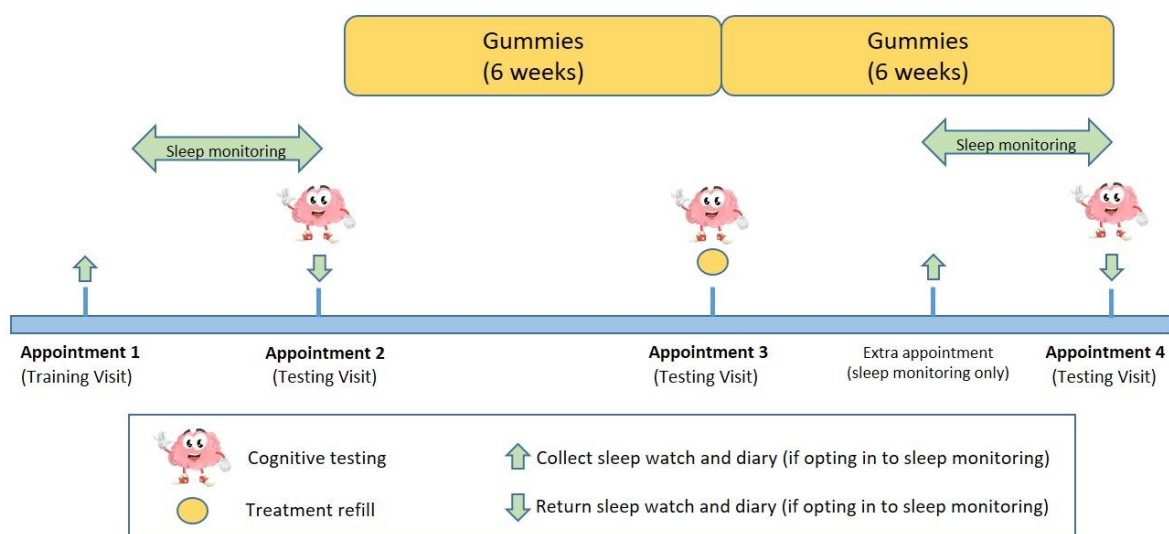 Gummies
(6 weeks)
Gummies
(6 weeks)
Sleep monitoring
Sleep monitoring
Appointment 1
(Training Visit)
Appointment 2
(Testing Visit)
Appointment 3
(Testing Visit)
Extra appointment
(sleep monitoring only)
Appointment 4
(Testing Visit)
Cognitive testing
Collect sleep watch and diary (if opting in to sleep monitoring)
Treatment refill
Return sleep watch and diary (if opting in to sleep monitoring)